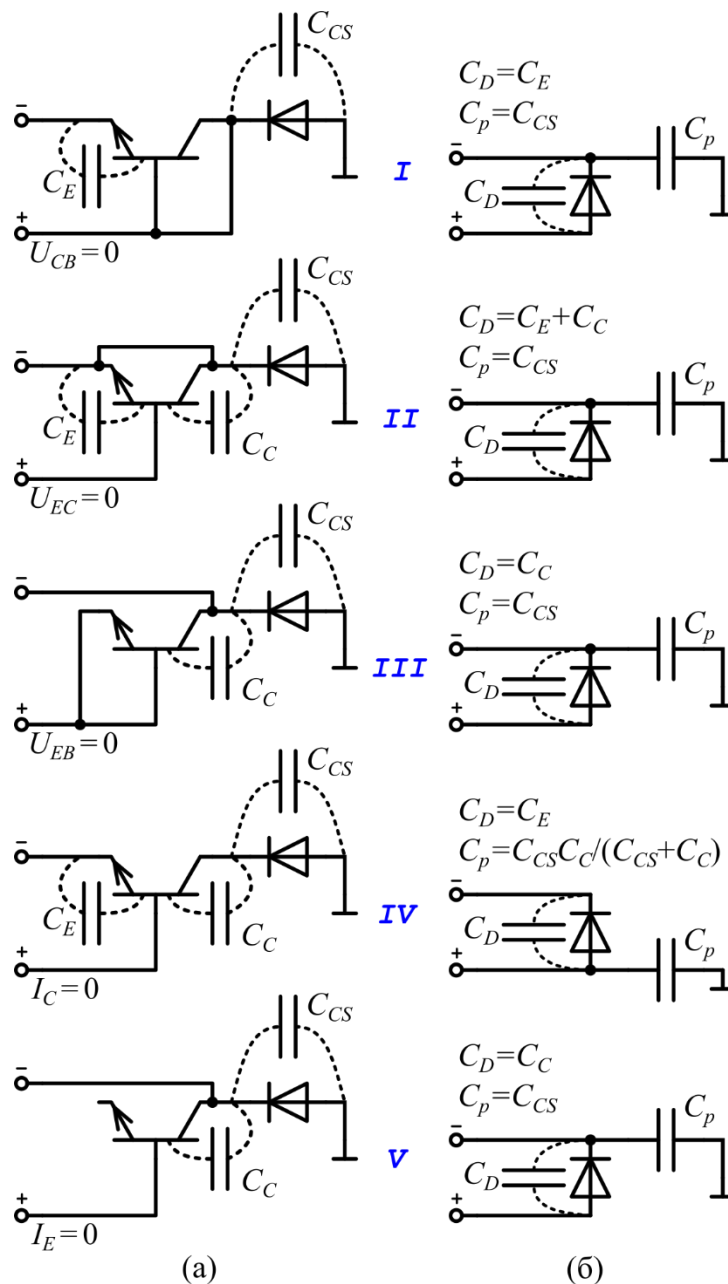 C_CS
−
C_E
+
U_CB=0
I
C_D=C_E
C_p=C_CS
−
C_D
+
C_p
C_CS
−
C_E
C_C
+
U_EC=0
II
C_D=C_E+C_C
C_p=C_CS
−
C_D
+
C_p
C_CS
−
C_C
+
U_EB=0
III
C_D=C_C
C_p=C_CS
−
C_D
+
C_p
C_CS
−
C_E
C_C
+
I_C=0
IV
C_D=C_E
C_p=C_CSC_C/(C_CS+C_C)
−
C_D
+
C_p
C_CS
−
C_C
+
I_E=0
V
C_D=C_C
C_p=C_CS
−
C_D
+
C_p
(а)
(б)